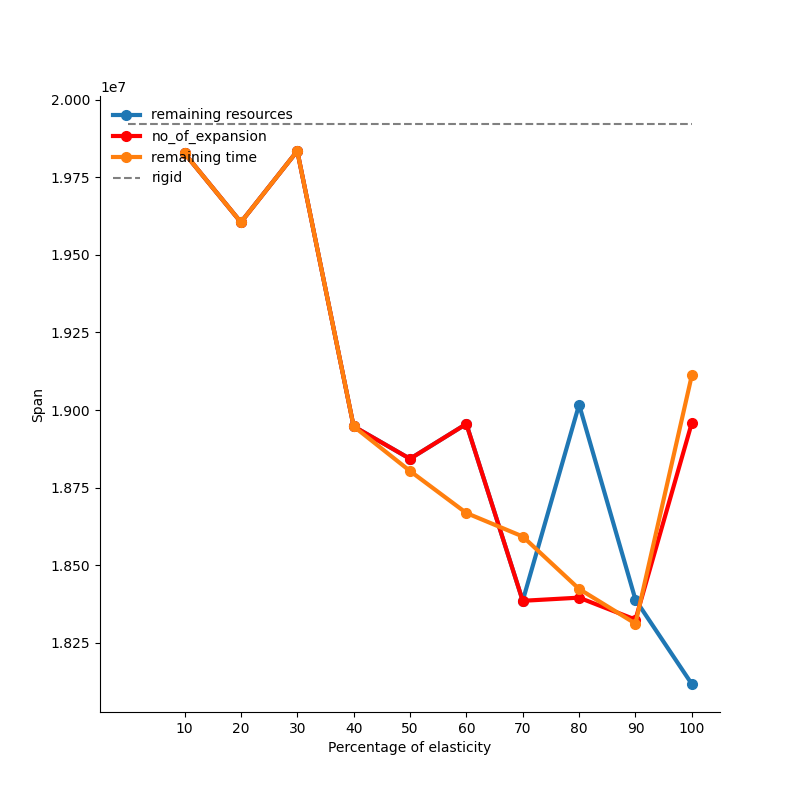 1e7
2.000
1.975
1.950
1.925
1.900
1.875
1.850
1.825
Span
remaining resources
no_of_expansion
remaining time
rigid
10 20 30 40 50 60 70 80 90 100
Percentage of elasticity